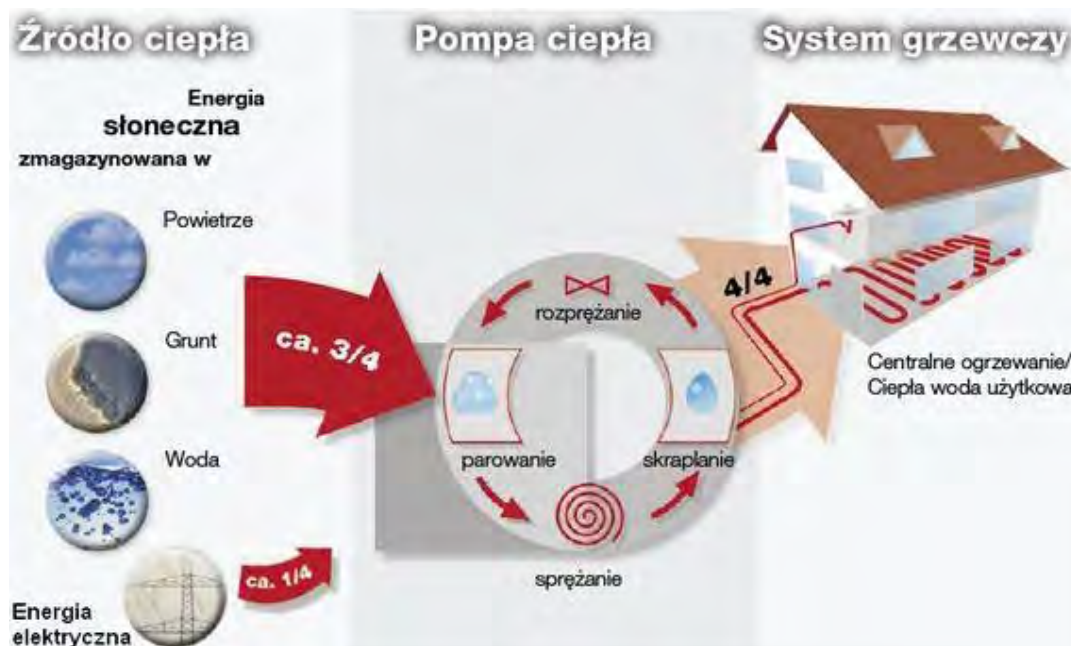 Źródło ciepła
Pompa ciepła
System grzewczy
Energia
słoneczna
zmagazynowana w
Powietrze
Grunt
Woda
Energia
elektryczna
ca. 3/4
ca. 1/4
rozprężanie
parowanie
skraplanie
sprężanie
4/4
Centralne ogrzewanie/
Ciepła woda użytkowa